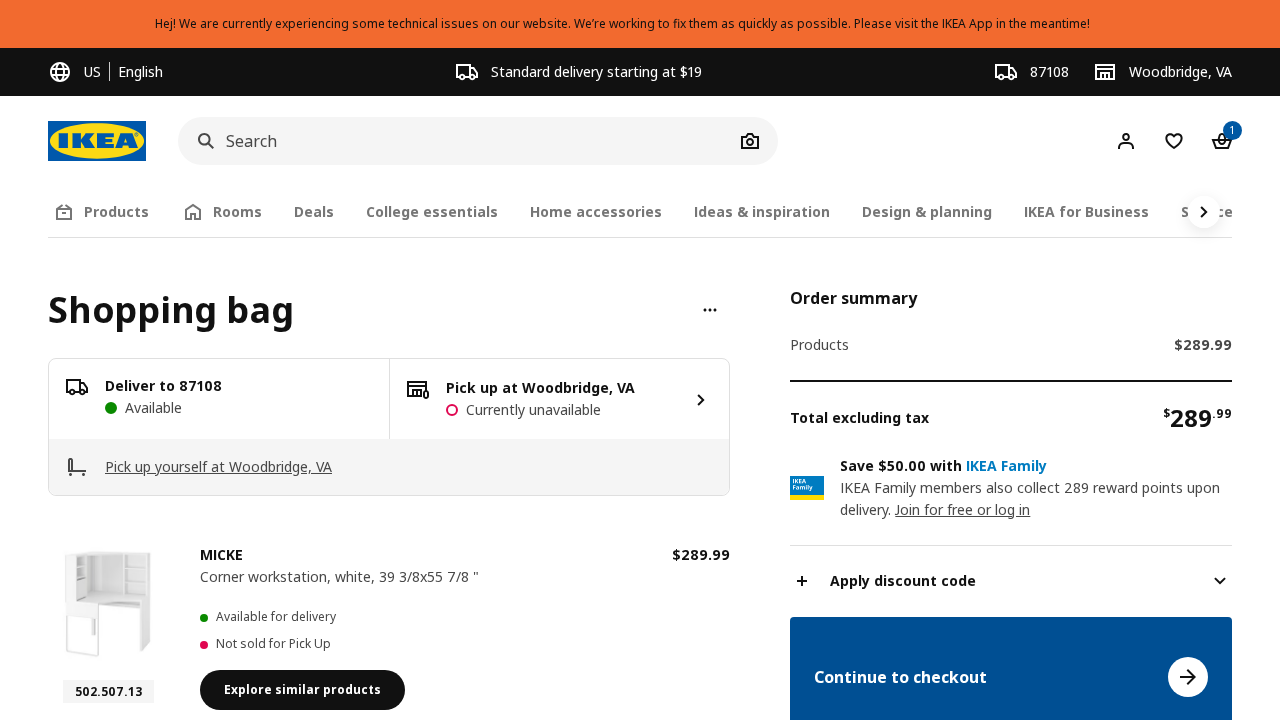 Hej! We are currently experiencing some technical issues on our website. We're working to fix them as quickly as possible. Please visit the IKEA App in the meantime!
US | English
Standard delivery starting at $19
87108
Woodbridge, VA
IKEA
Search
1
Products
Rooms
Deals
College essentials
Home accessories
Ideas & inspiration
Design & planning
IKEA for Business
Shopping bag
Deliver to 87108
Available
Pick up at Woodbridge, VA
Currently unavailable
Pick up yourself at Woodbridge, VA
MICKE
$289.99
Corner workstation, white, 39 3/8x55 7/8 "
Available for delivery
Not sold for Pick Up
502.507.13
Explore similar products
Order summary
Products
$289.99
Total excluding tax
$289.99
IKEA
Family
Save $50.00 with IKEA Family
IKEA Family members also collect 289 reward points upon
delivery. Join for free or log in
Apply discount code
Continue to checkout